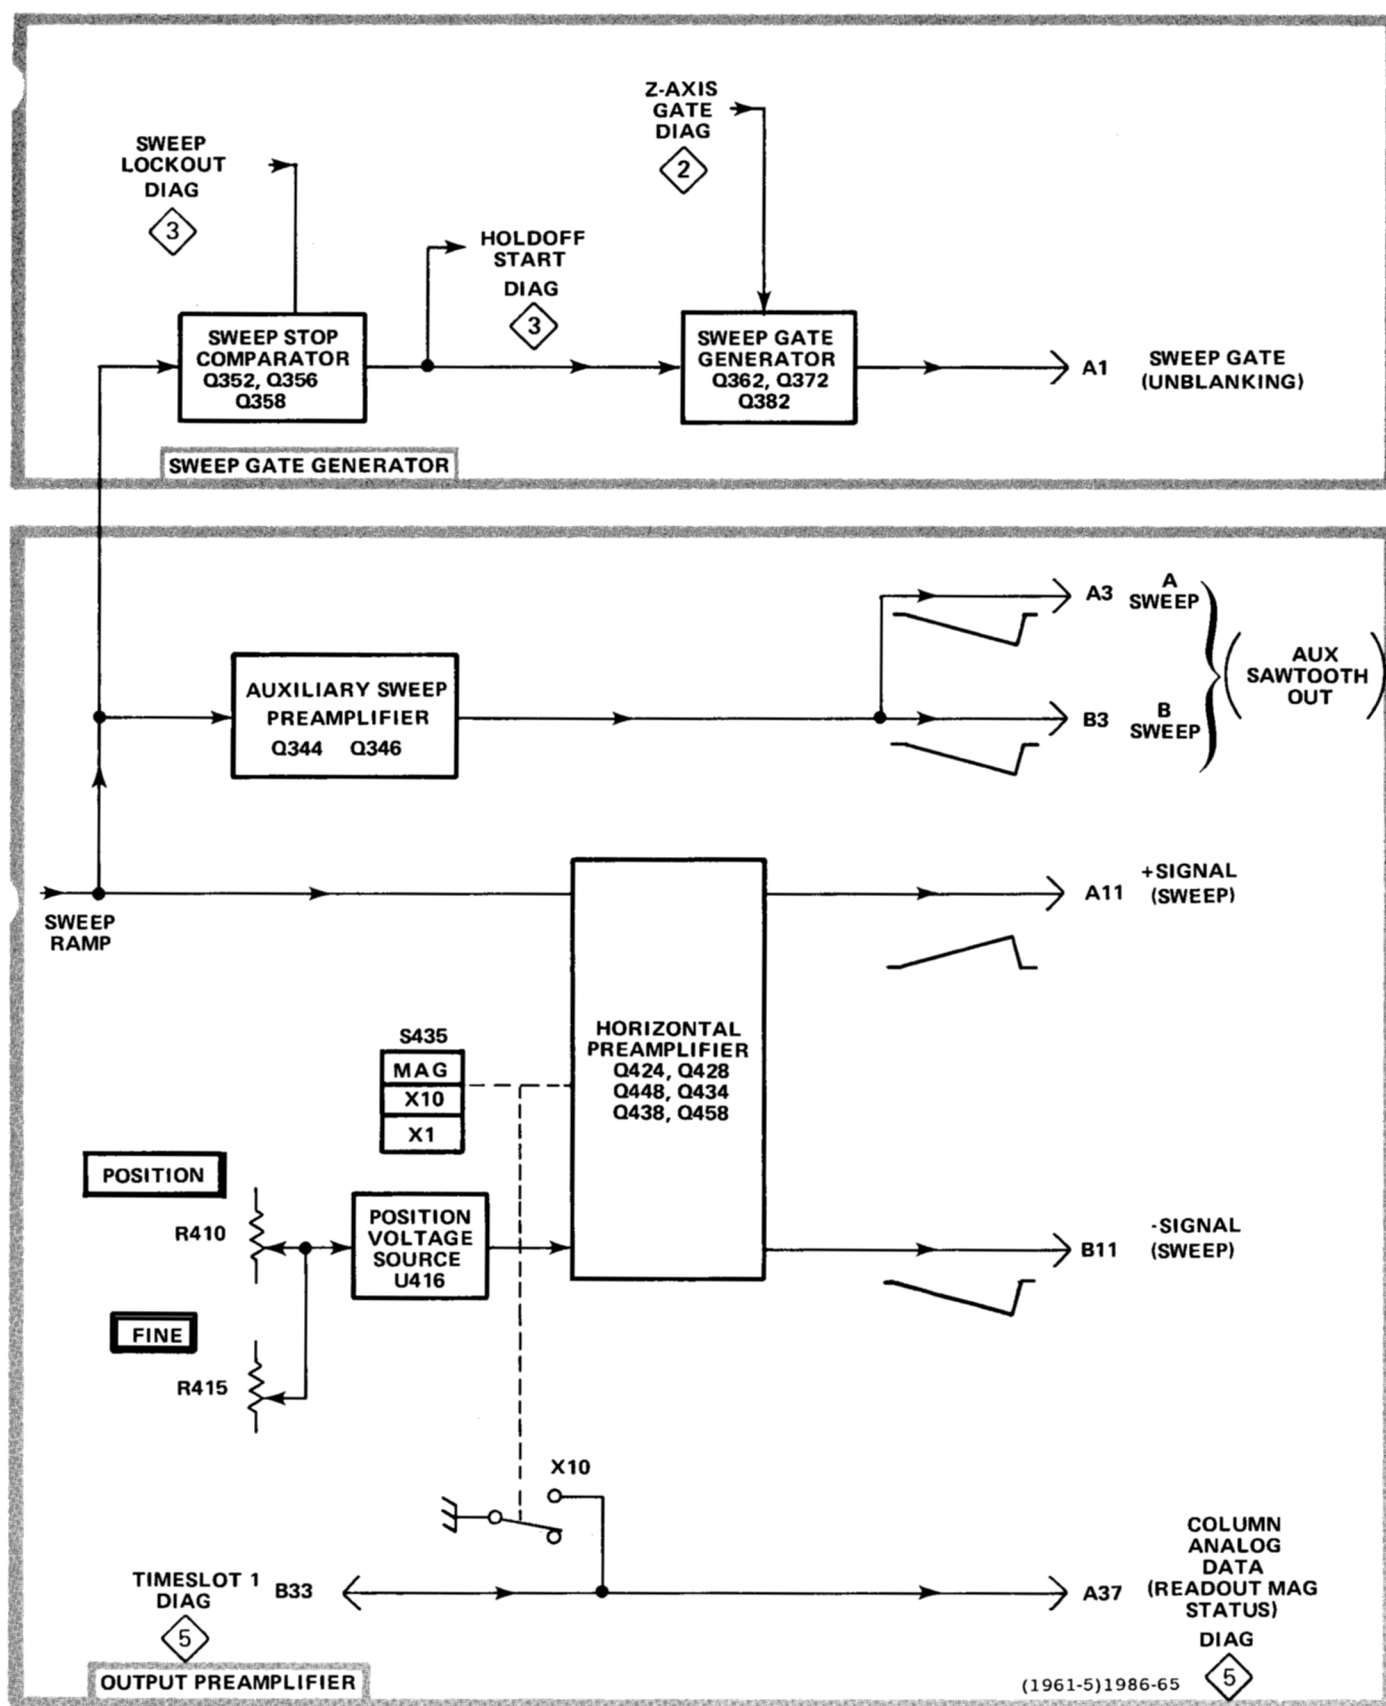 Z-AXIS
GATE
DIAG
2
SWEEP
LOCKOUT
DIAG
3
HOLDOFF
START
DIAG
3
SWEEP STOP
COMPARATOR
Q352, Q356
Q358
SWEEP GATE
GENERATOR
Q362, Q372
Q382
A1
SWEEP GATE
(UNBLANKING)
SWEEP GATE GENERATOR
A3
A
SWEEP
AUXILIARY SWEEP
PREAMPLIFIER
Q344 Q346
B3
B
SWEEP
AUX
SAWTOOTH
OUT
SWEEP
RAMP
A11
+SIGNAL
(SWEEP)
S435
MAG
X10
X1
HORIZONTAL
PREAMPLIFIER
Q424, Q428
Q448, Q434
Q438, Q458
POSITION
R410
POSITION
VOLTAGE
SOURCE
U416
B11
-SIGNAL
(SWEEP)
FINE
R415
X10
TIMESLOT 1
DIAG
5
B33
A37
COLUMN
ANALOG
DATA
(READOUT MAG
STATUS)
DIAG
5
OUTPUT PREAMPLIFIER
(1961-5)1986-65